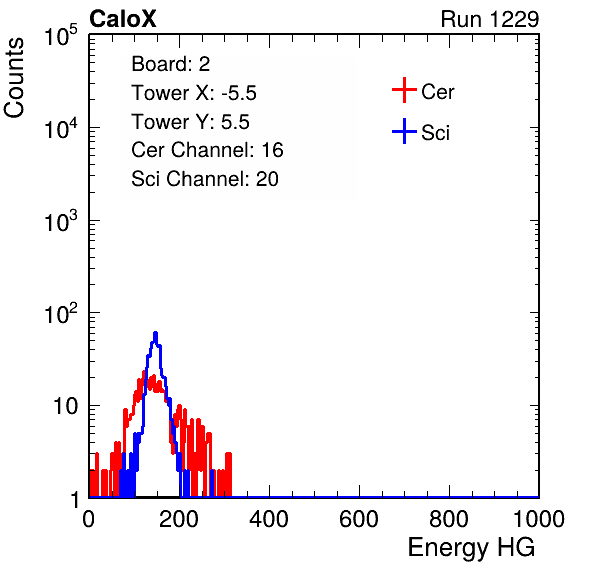 CaloX Run 1229
Counts
Board: 2
Tower X: -5.5
Tower Y: 5.5
Cer Channel: 16
Sci Channel: 20
Cer
Sci
10^5
10^4
10^3
10^2
10
1
0 200 400 600 800 1000
Energy HG